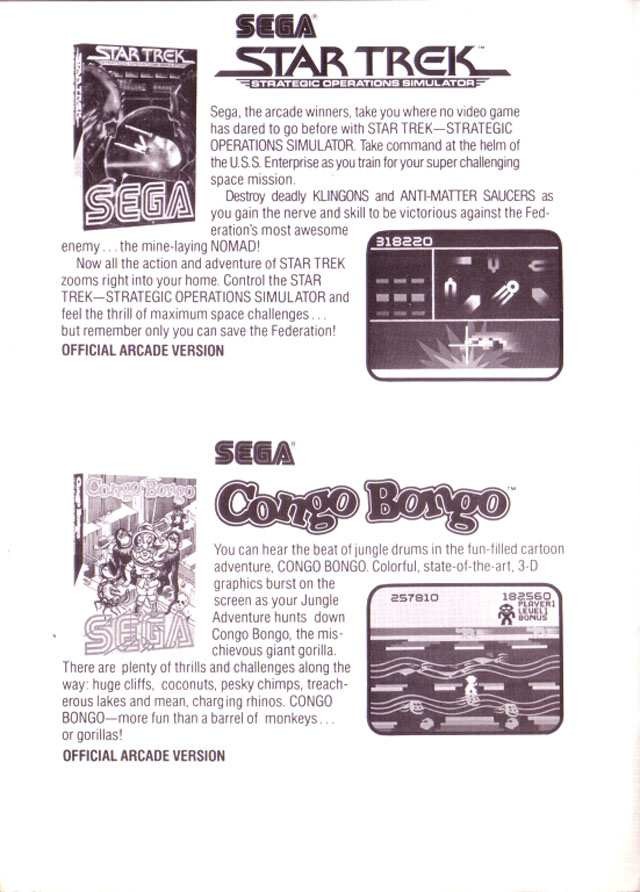 SEGA®
STAR TREK™
STRATEGIC OPERATIONS SIMULATOR
STAR TREK
STAR TREK
SEGA
Sega, the arcade winners, take you where no video game
has dared to go before with STAR TREK—STRATEGIC
OPERATIONS SIMULATOR. Take command at the helm of
the U.S.S. Enterprise as you train for your super challenging
space mission.
Destroy deadly KLINGONS and ANTI-MATTER SAUCERS as
you gain the nerve and skill to be victorious against the Fed-
eration's most awesome
enemy... the mine-laying NOMAD!
Now all the action and adventure of STAR TREK
zooms right into your home. Control the STAR
TREK—STRATEGIC OPERATIONS SIMULATOR and
feel the thrill of maximum space challenges...
but remember only you can save the Federation!
OFFICIAL ARCADE VERSION
318220
SEGA®
Congo Bongo™
Congo Bongo
Congo Bongo
SEGA
You can hear the beat of jungle drums in the fun-filled cartoon
adventure, CONGO BONGO. Colorful, state-of-the-art, 3-D
graphics burst on the
screen as your Jungle
Adventure hunts down
Congo Bongo, the mis-
chievous giant gorilla.
There are plenty of thrills and challenges along the
way: huge cliffs, coconuts, pesky chimps, treach-
erous lakes and mean, charging rhinos. CONGO
BONGO—more fun than a barrel of monkeys...
or gorillas!
OFFICIAL ARCADE VERSION
257810
182560
PLAYER1
LEVEL1
BONUS